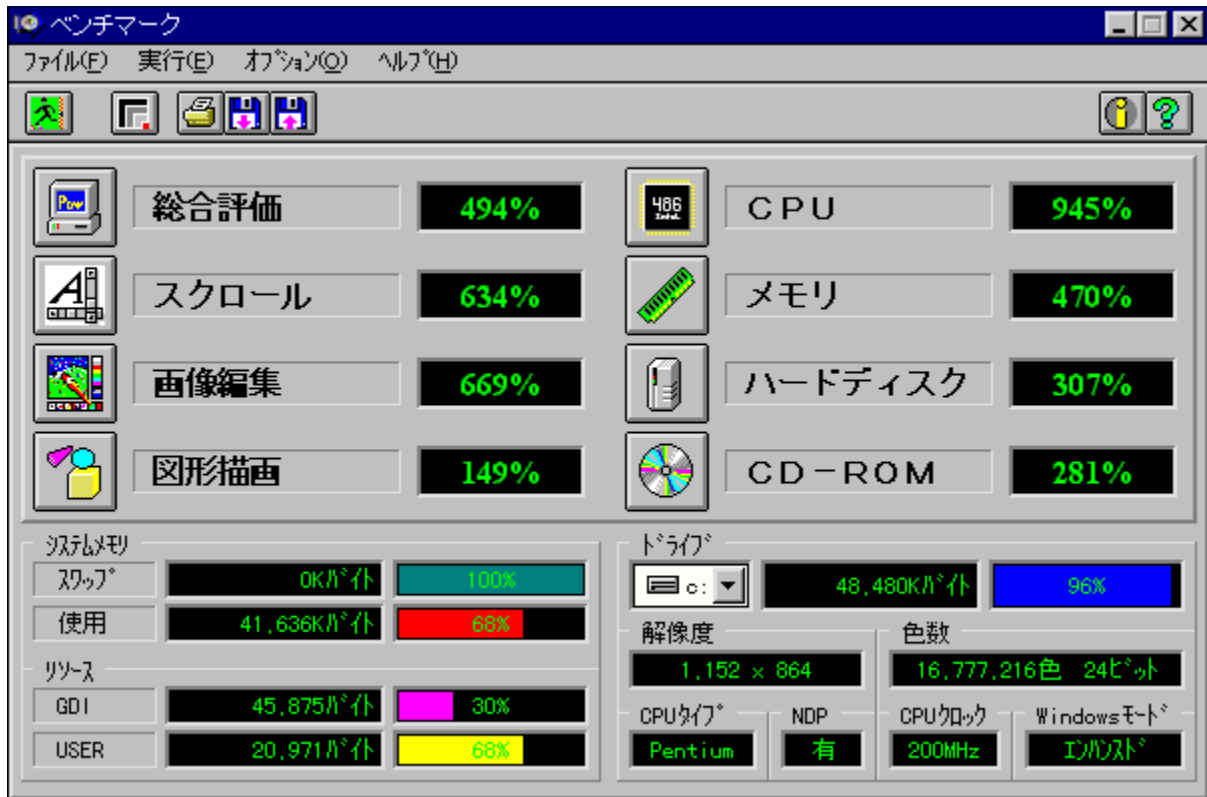 ベンチマーク
ファイル(F) 実行(E) オプション(O) ヘルプ(H)
Pow 総合評価 494% 486 Intel CPU 945%
A スクロール 634% メモリ 470%
画像編集 669% ハードディスク 307%
図形描画 149% CD-ROM 281%
システムメモリ
スワップ 0Kバイト 100%
使用 41,636Kバイト 68%
リソース
GDI 45,875バイト 30%
USER 20,971バイト 68%
ドライブ
c: 48,480Kバイト 96%
解像度 色数
1,152 × 864 16,777,216色 24ビット
CPUタイプ NDP CPUクロック Windowsモード
Pentium 有 200MHz エンハンスド